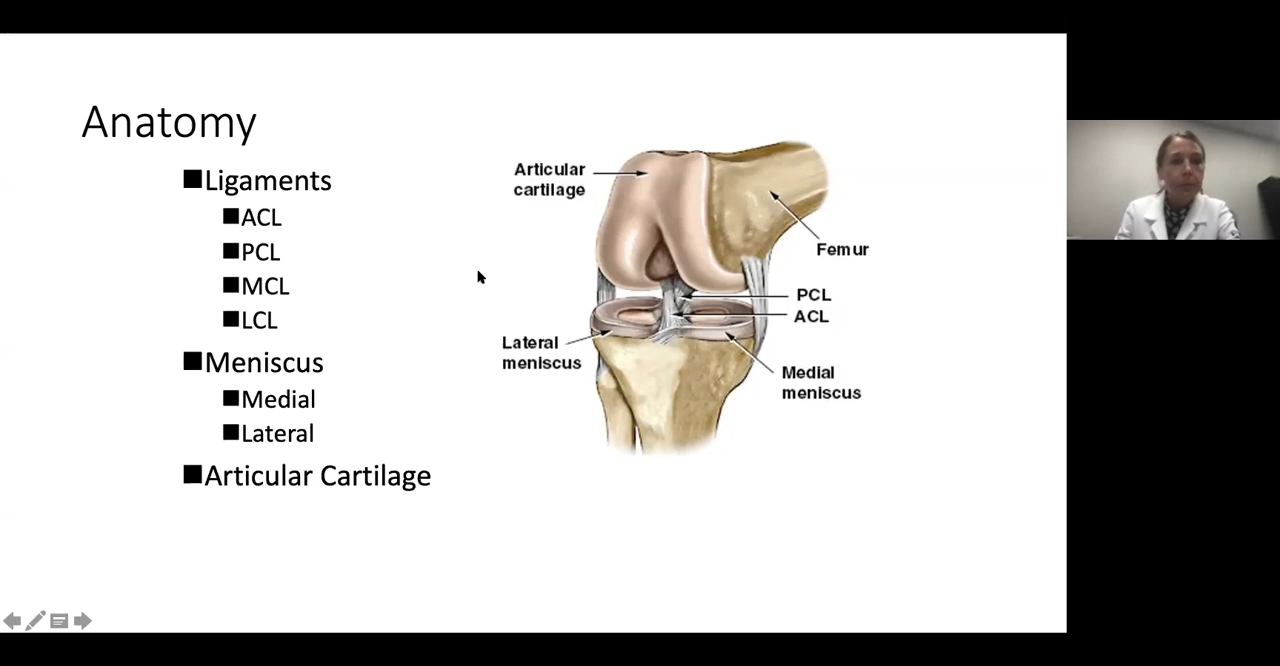 Anatomy
Ligaments
ACL
PCL
MCL
LCL
Meniscus
Medial
Lateral
Articular Cartilage
Articular
cartilage
Femur
PCL
ACL
Lateral
meniscus
Medial
meniscus